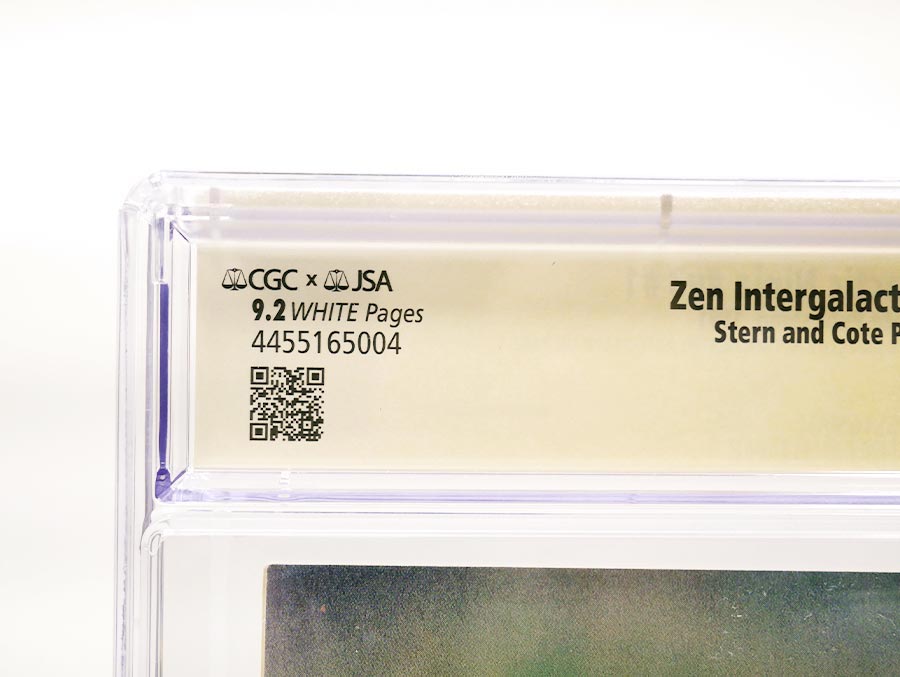 CGC x JSA
9.2 WHITE Pages
4455165004
Zen Intergalact
Stern and Cote P